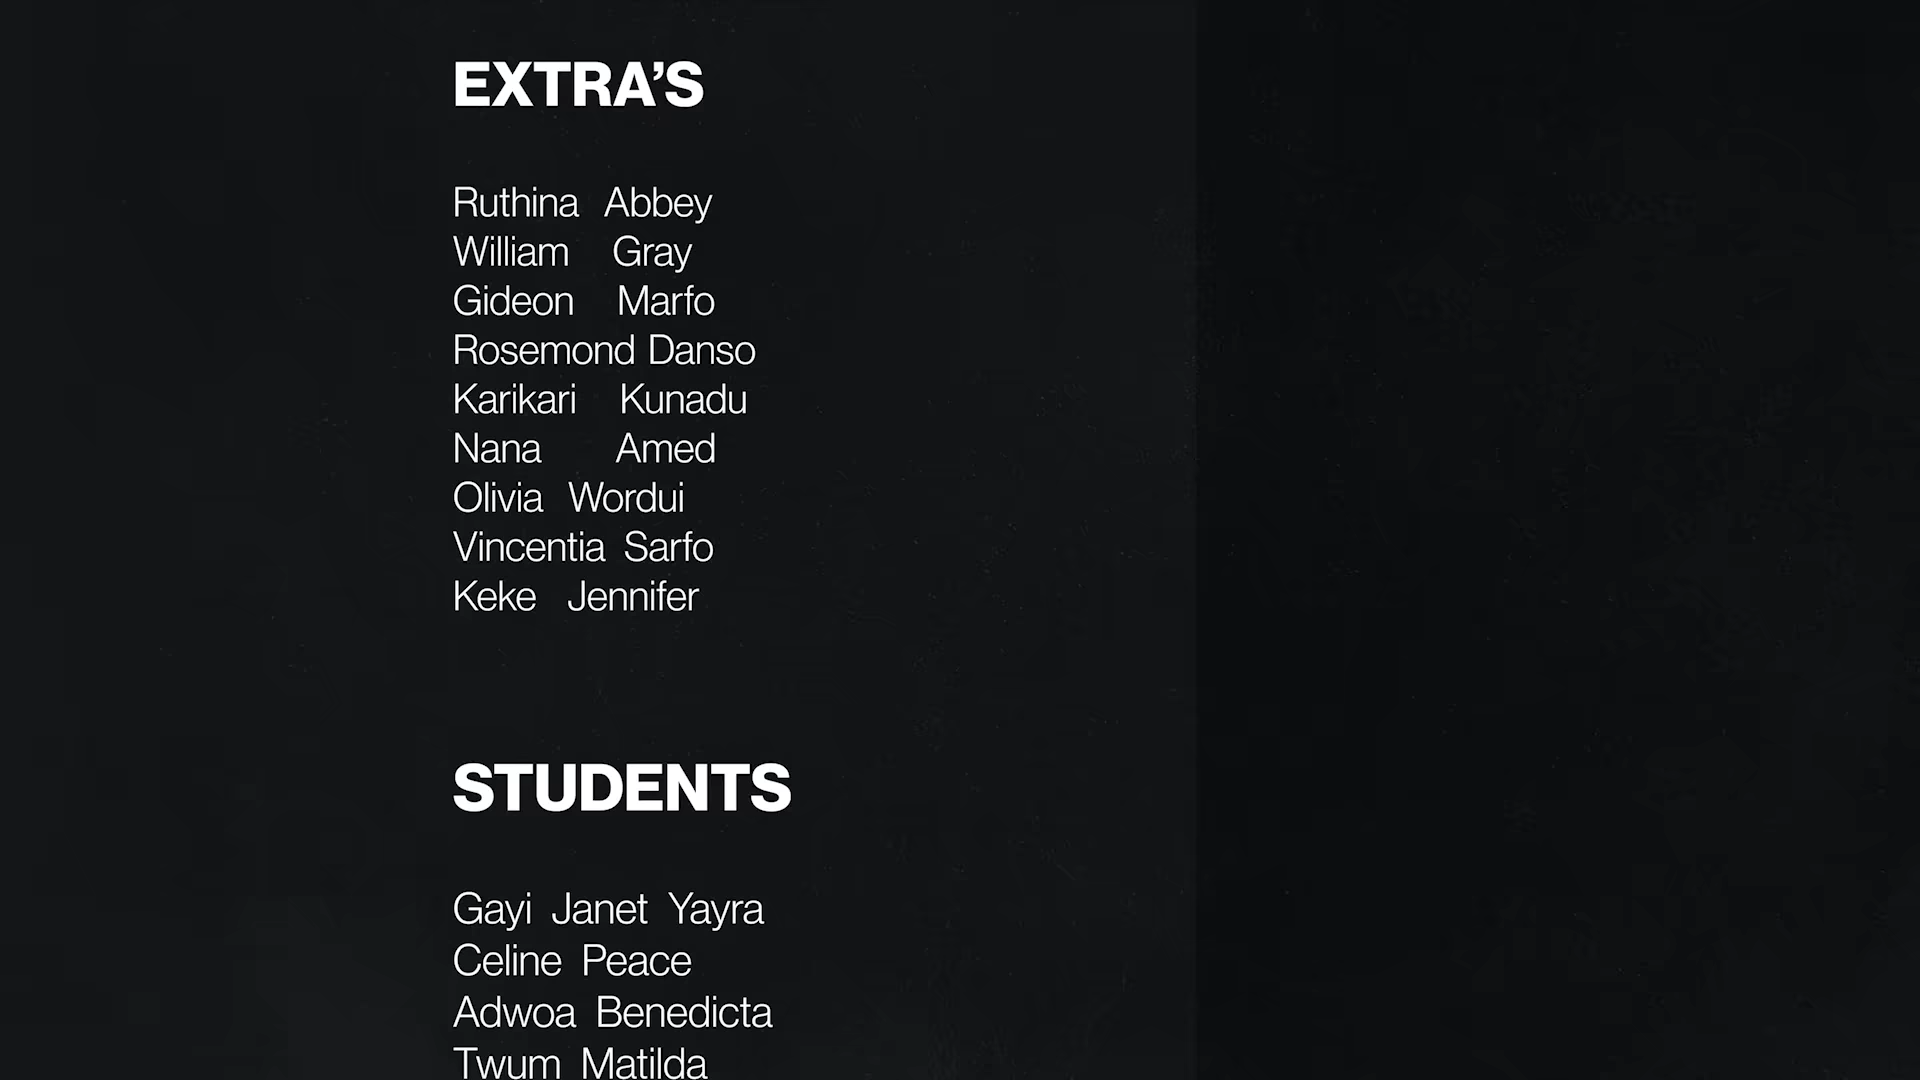 EXTRA’S
Ruthina Abbey
William Gray
Gideon Marfo
Rosemond Danso
Karikari Kunadu
Nana Amed
Olivia Wordui
Vincentia Sarfo
Keke Jennifer
STUDENTS
Gayi Janet Yayra
Celine Peace
Adwoa Benedicta
Twum Matilda